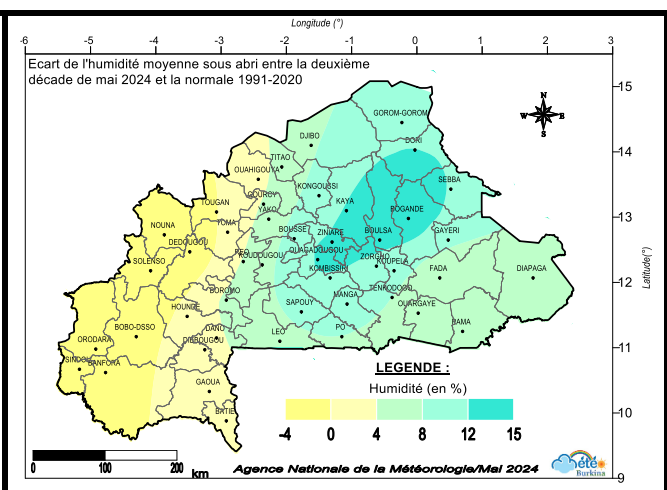 Longitude (°)
-6 -5 -4 -3 -2 -1 0 1 2 3
Ecart de l'humidité moyenne sous abri entre la deuxième
décade de mai 2024 et la normale 1991-2020
15
GOROM-GOROM
N
W E
S
DJIBO
DORI
14
TITAO
OUAHIGOUYA
SEBBA
KONGOUSSI
GOURCY
KAYA
TOUGAN
YAKO
BOGANDE
13
NOUNA
TOMA
BOUSSE
ZINIARE
BOULSA
GAYERI
DEDOUGOU
OUAGADOUGOU
SOLENSO
REO
KOUDOUGOU
ZORGHO
KOUPELA
KOMBISSIRI
FADA
DIAPAGA
Latitude(°)
12
TENKODOGO
BOROMO
MANGA
SAPOUY
OUARGAYE
HOUNDE
BOBO-DSSO
DANO
LEO
PO
PAMA
ORODARA
DIEBOUGOU
11
SINDOU
BANFORA
LEGENDE :
GAOUA
Humidité (en %)
BATIE
10
-4 0 4 8 12 15
0 100 200
km
Agence Nationale de la Météorologie/Mai 2024
Météo
Burkina
9